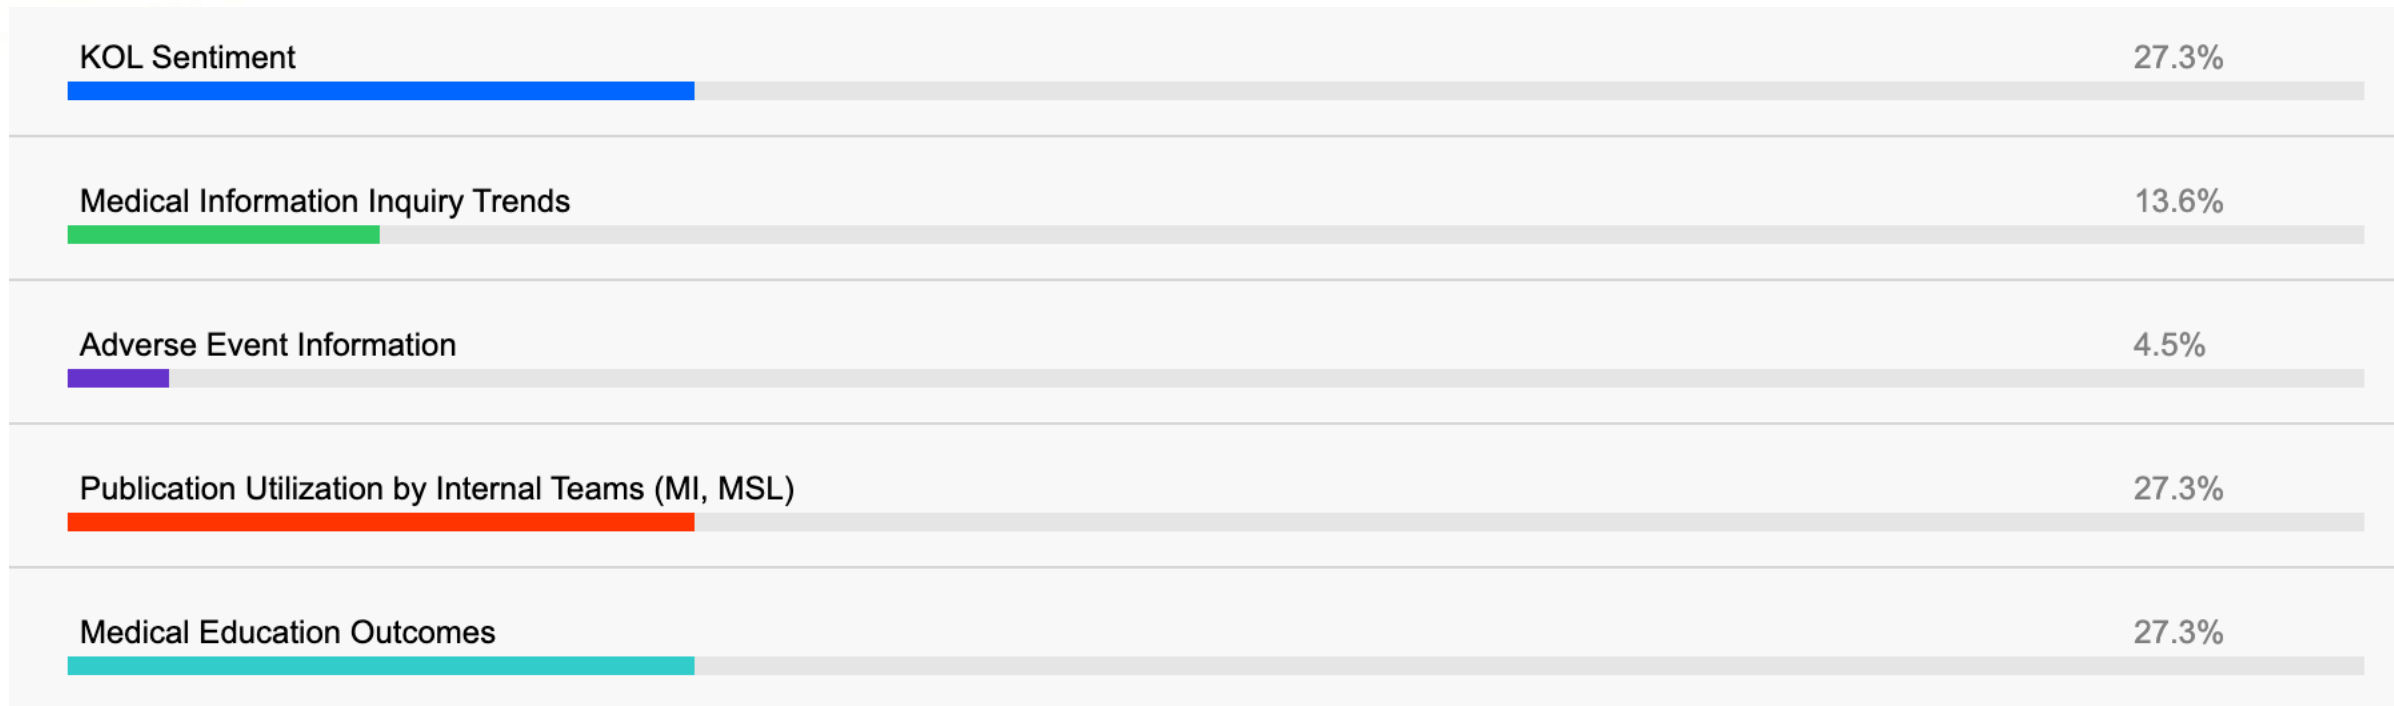 KOL Sentiment 27.3%
Medical Information Inquiry Trends 13.6%
Adverse Event Information 4.5%
Publication Utilization by Internal Teams (MI, MSL) 27.3%
Medical Education Outcomes 27.3%